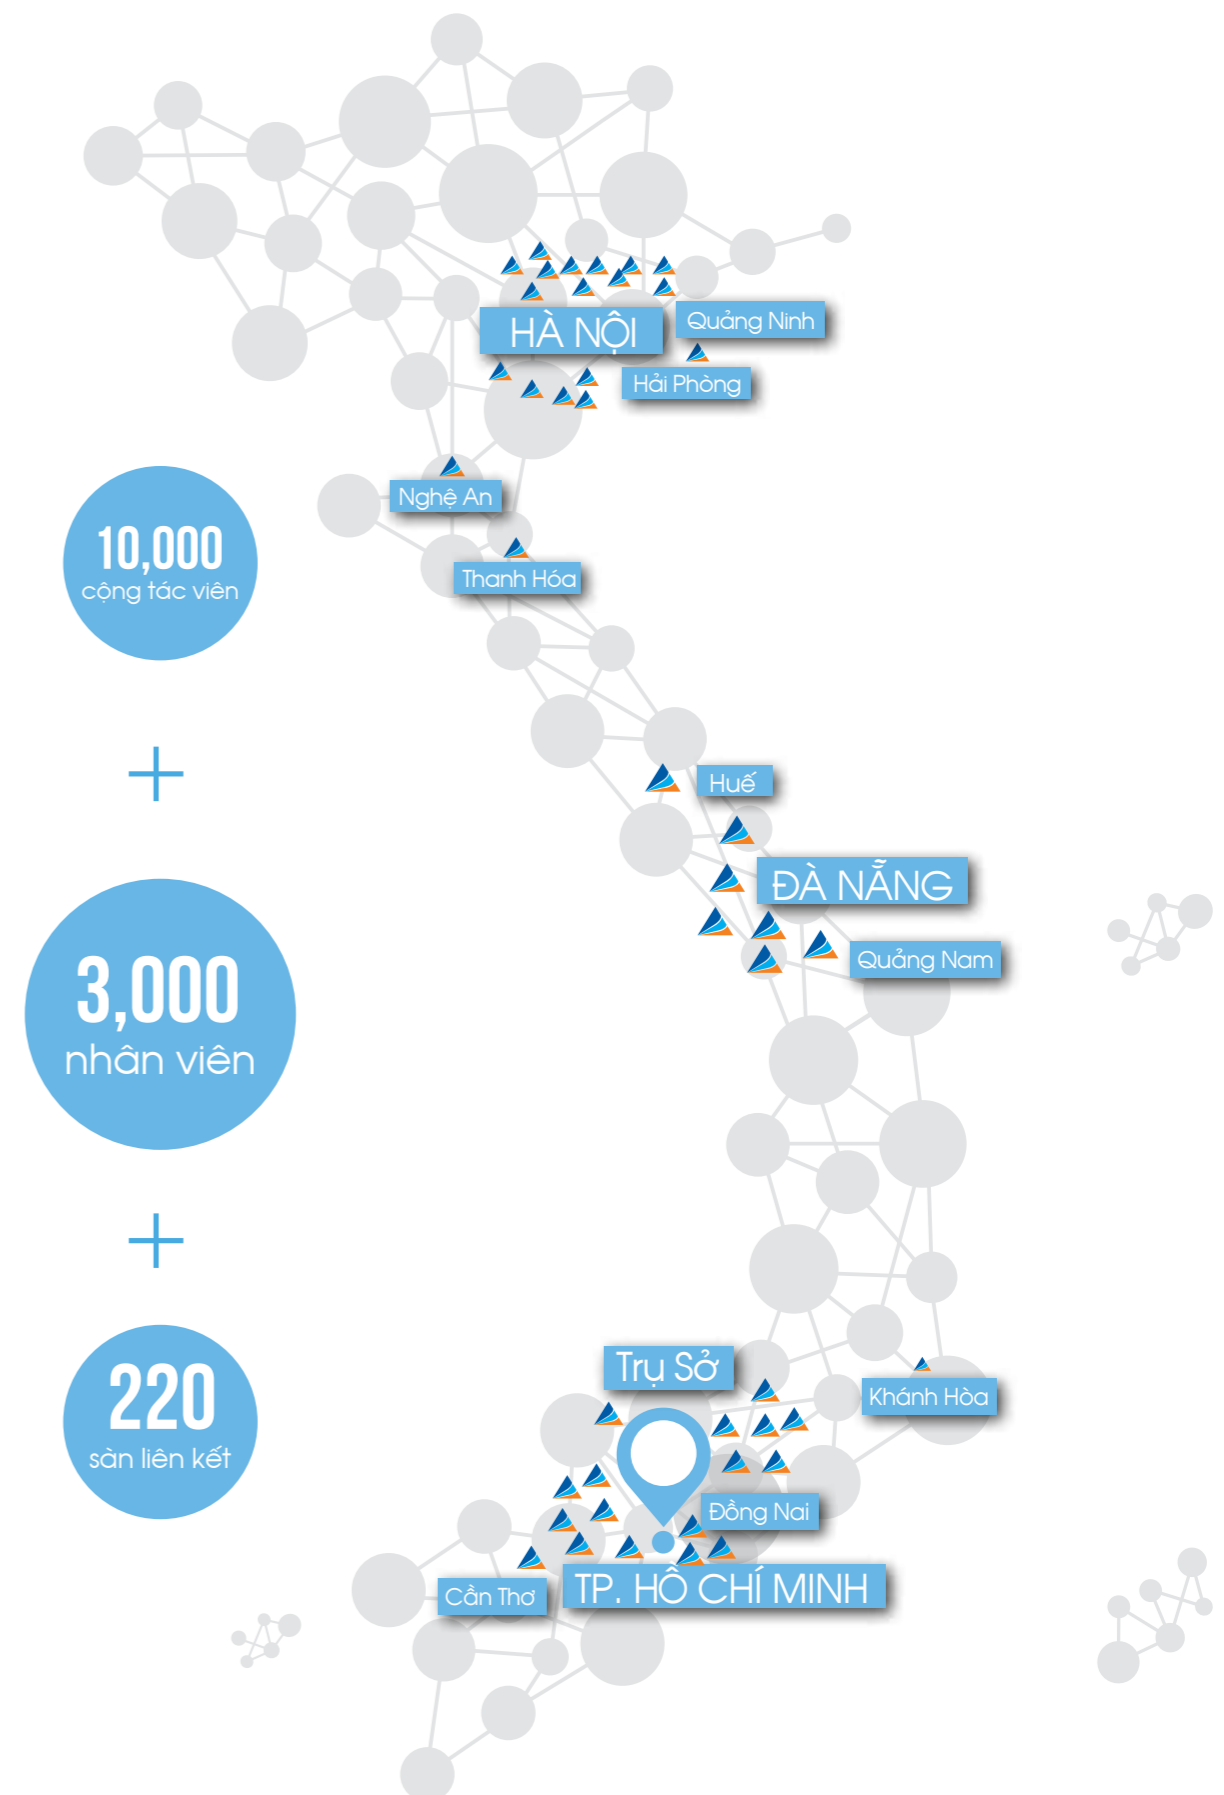 HÀ NỘI
Quảng Ninh
Hải Phòng
Nghệ An
Thanh Hóa
10,000
cộng tác viên
+
3,000
nhân viên
+
220
sàn liên kết
Huế
ĐÀ NẴNG
Quảng Nam
Trụ Sở
Khánh Hòa
Đồng Nai
Cần Thơ
TP. HỒ CHÍ MINH